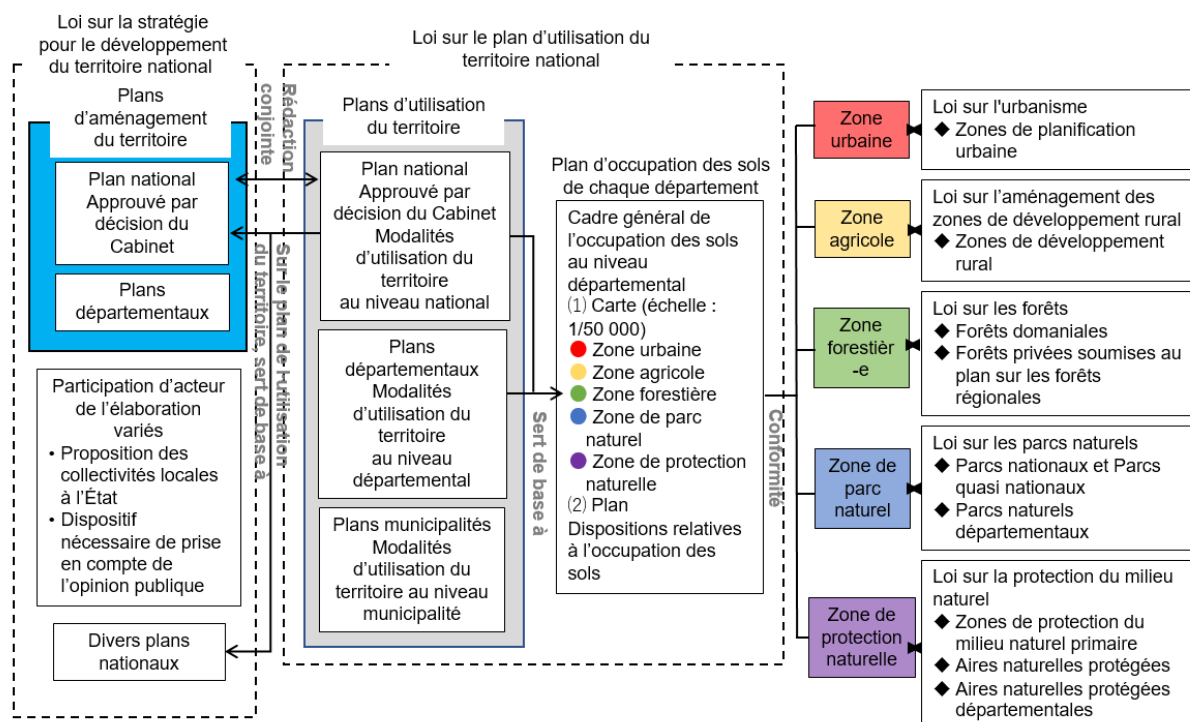 Loi sur la stratégie
pour le développement
du territoire national
Plans
d’aménagement
du territoire
Plan national
Approuvé par
décision du
Cabinet
Plans
départementaux
Participation d’acteur
de l’élaboration
variés
• Proposition des
collectivités locales
à l’État
• Dispositif
nécessaire de prise
en compte de
l’opinion publique
Divers plans
nationaux
Rédaction
conjointe
Sur le plan de l’utilisation
du territoire, sert de base à
Loi sur le plan d’utilisation du
territoire national
Plans d’utilisation
du territoire
Plan national
Approuvé par
décision du Cabinet
Modalités
d’utilisation du
territoire
au niveau national
Plans
départementaux
Modalités
d’utilisation du
territoire
au niveau
départemental
Plans municipalités
Modalités
d’utilisation du
territoire au niveau
municipalité
Sert de base à
Plan d’occupation des sols
de chaque département
Cadre général de
l’occupation des sols
au niveau
départemental
(1) Carte (échelle :
1/50 000)
Zone urbaine
Zone agricole
Zone forestière
Zone de parc
naturel
Zone de protection
naturelle
(2) Plan
Dispositions relatives
à l’occupation des
sols
Conformité
Zone
urbaine
Loi sur l'urbanisme
◆ Zones de planification
urbaine
Zone
agricole
Loi sur l’aménagement des
zones de développement rural
◆ Zones de développement
rural
Zone
forestièr
-e
Loi sur les forêts
◆ Forêts domaniales
◆ Forêts privées soumises au
plan sur les forêts
régionales
Zone de
parc
naturel
Loi sur les parcs naturels
◆ Parcs nationaux et Parcs
quasi nationaux
◆ Parcs naturels
départementaux
Zone de
protection
naturelle
Loi sur la protection du milieu
naturel
◆ Zones de protection du
milieu naturel primaire
◆ Aires naturelles protégées
◆ Aires naturelles protégées
départementales